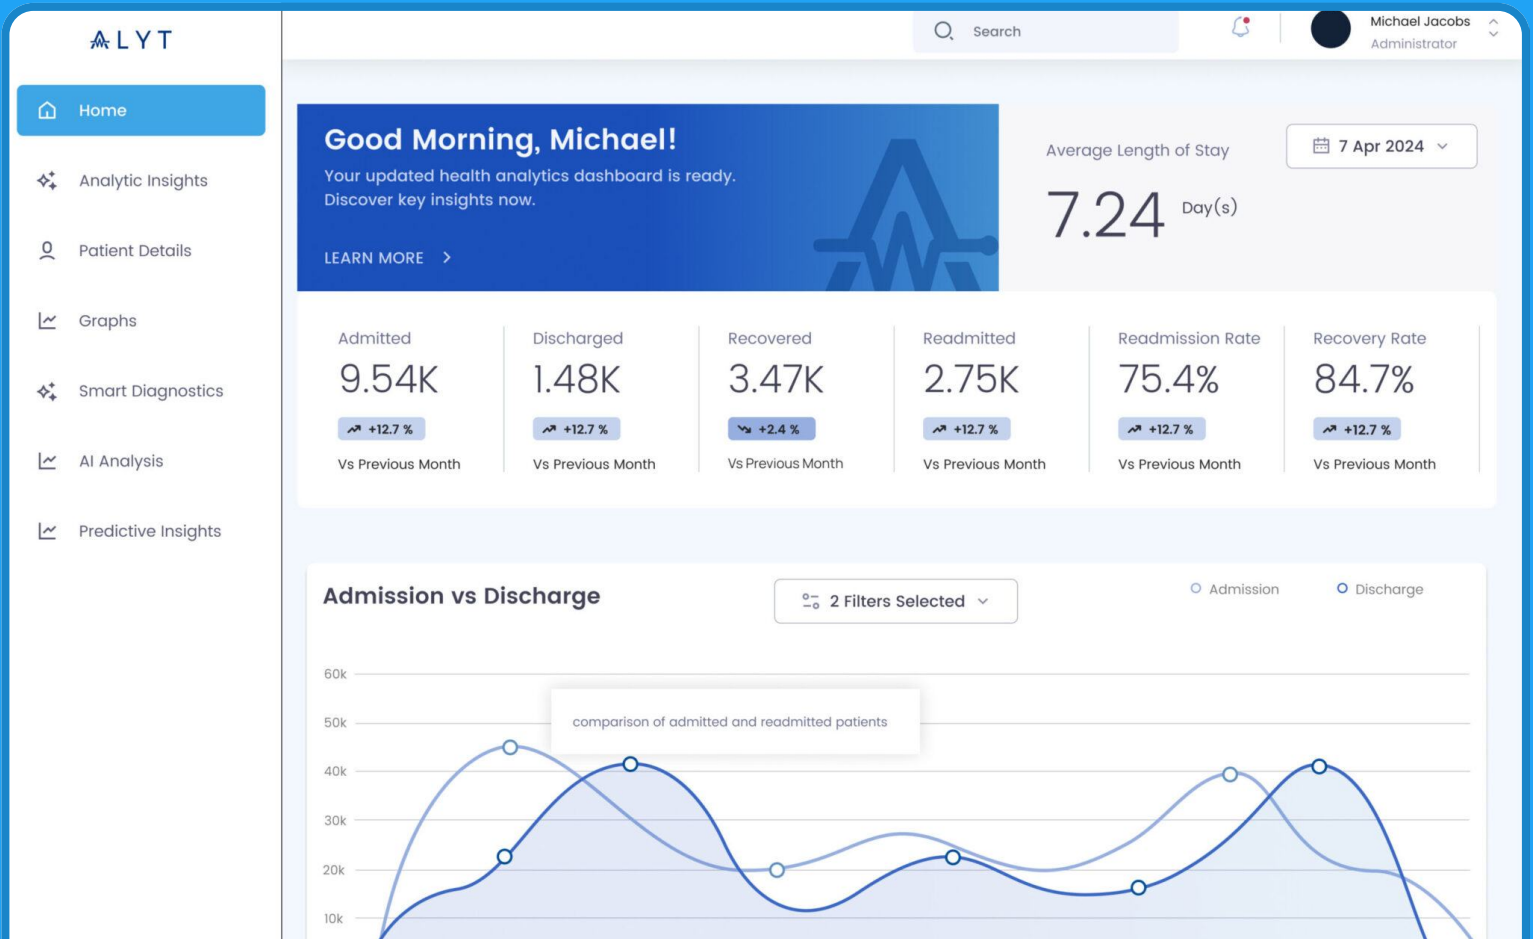 ALYT
Search
Michael Jacobs
Administrator
Home
Analytic Insights
Patient Details
Graphs
Smart Diagnostics
AI Analysis
Predictive Insights
Good Morning, Michael!
Your updated health analytics dashboard is ready.
Discover key insights now.
LEARN MORE
Average Length of Stay
7 Apr 2024
7.24 Day(s)
Admitted
9.54K
+12.7 %
Vs Previous Month
Discharged
1.48K
+12.7 %
Vs Previous Month
Recovered
3.47K
+2.4 %
Vs Previous Month
Readmitted
2.75K
+12.7 %
Vs Previous Month
Readmission Rate
75.4%
+12.7 %
Vs Previous Month
Recovery Rate
84.7%
+12.7 %
Vs Previous Month
Admission vs Discharge
2 Filters Selected
Admission
Discharge
60k
50k
40k
30k
20k
10k
comparison of admitted and readmitted patients